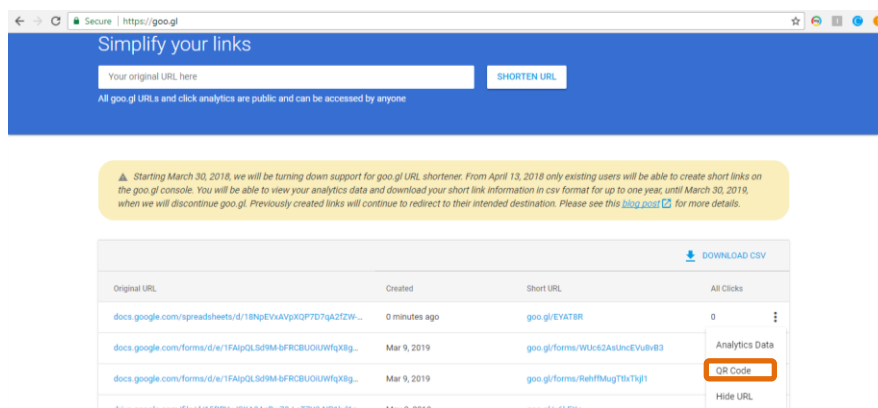 Secure | https://goo.gl
Simplify your links
Your original URL here
SHORTEN URL
All goo.gl URLs and click analytics are public and can be accessed by anyone
Starting March 30, 2018, we will be turning down support for goo.gl URL shortener. From April 13, 2018 only existing users will be able to create short links on
the goo.gl console. You will be able to view your analytics data and download your short link information in csv format for up to one year, until March 30, 2019,
when we will discontinue goo.gl. Previously created links will continue to redirect to their intended destination. Please see this blog post for more details.
DOWNLOAD CSV
Original URL Created Short URL All Clicks
docs.google.com/spreadsheets/d/18NpEVxAVpXQP7D7qA2fZW-... 0 minutes ago goo.gl/EYAT8R 0
Analytics Data
docs.google.com/forms/d/e/1FAIpQLSd9M-bFRCBUOiUWfqX8g... Mar 9, 2019 goo.gl/forms/WUc62AsUncEVu8vB3
QR Code
docs.google.com/forms/d/e/1FAIpQLSd9M-bFRCBUOiUWfqX8g... Mar 9, 2019 goo.gl/forms/RehffMugTtlxTkjl1
Hide URL